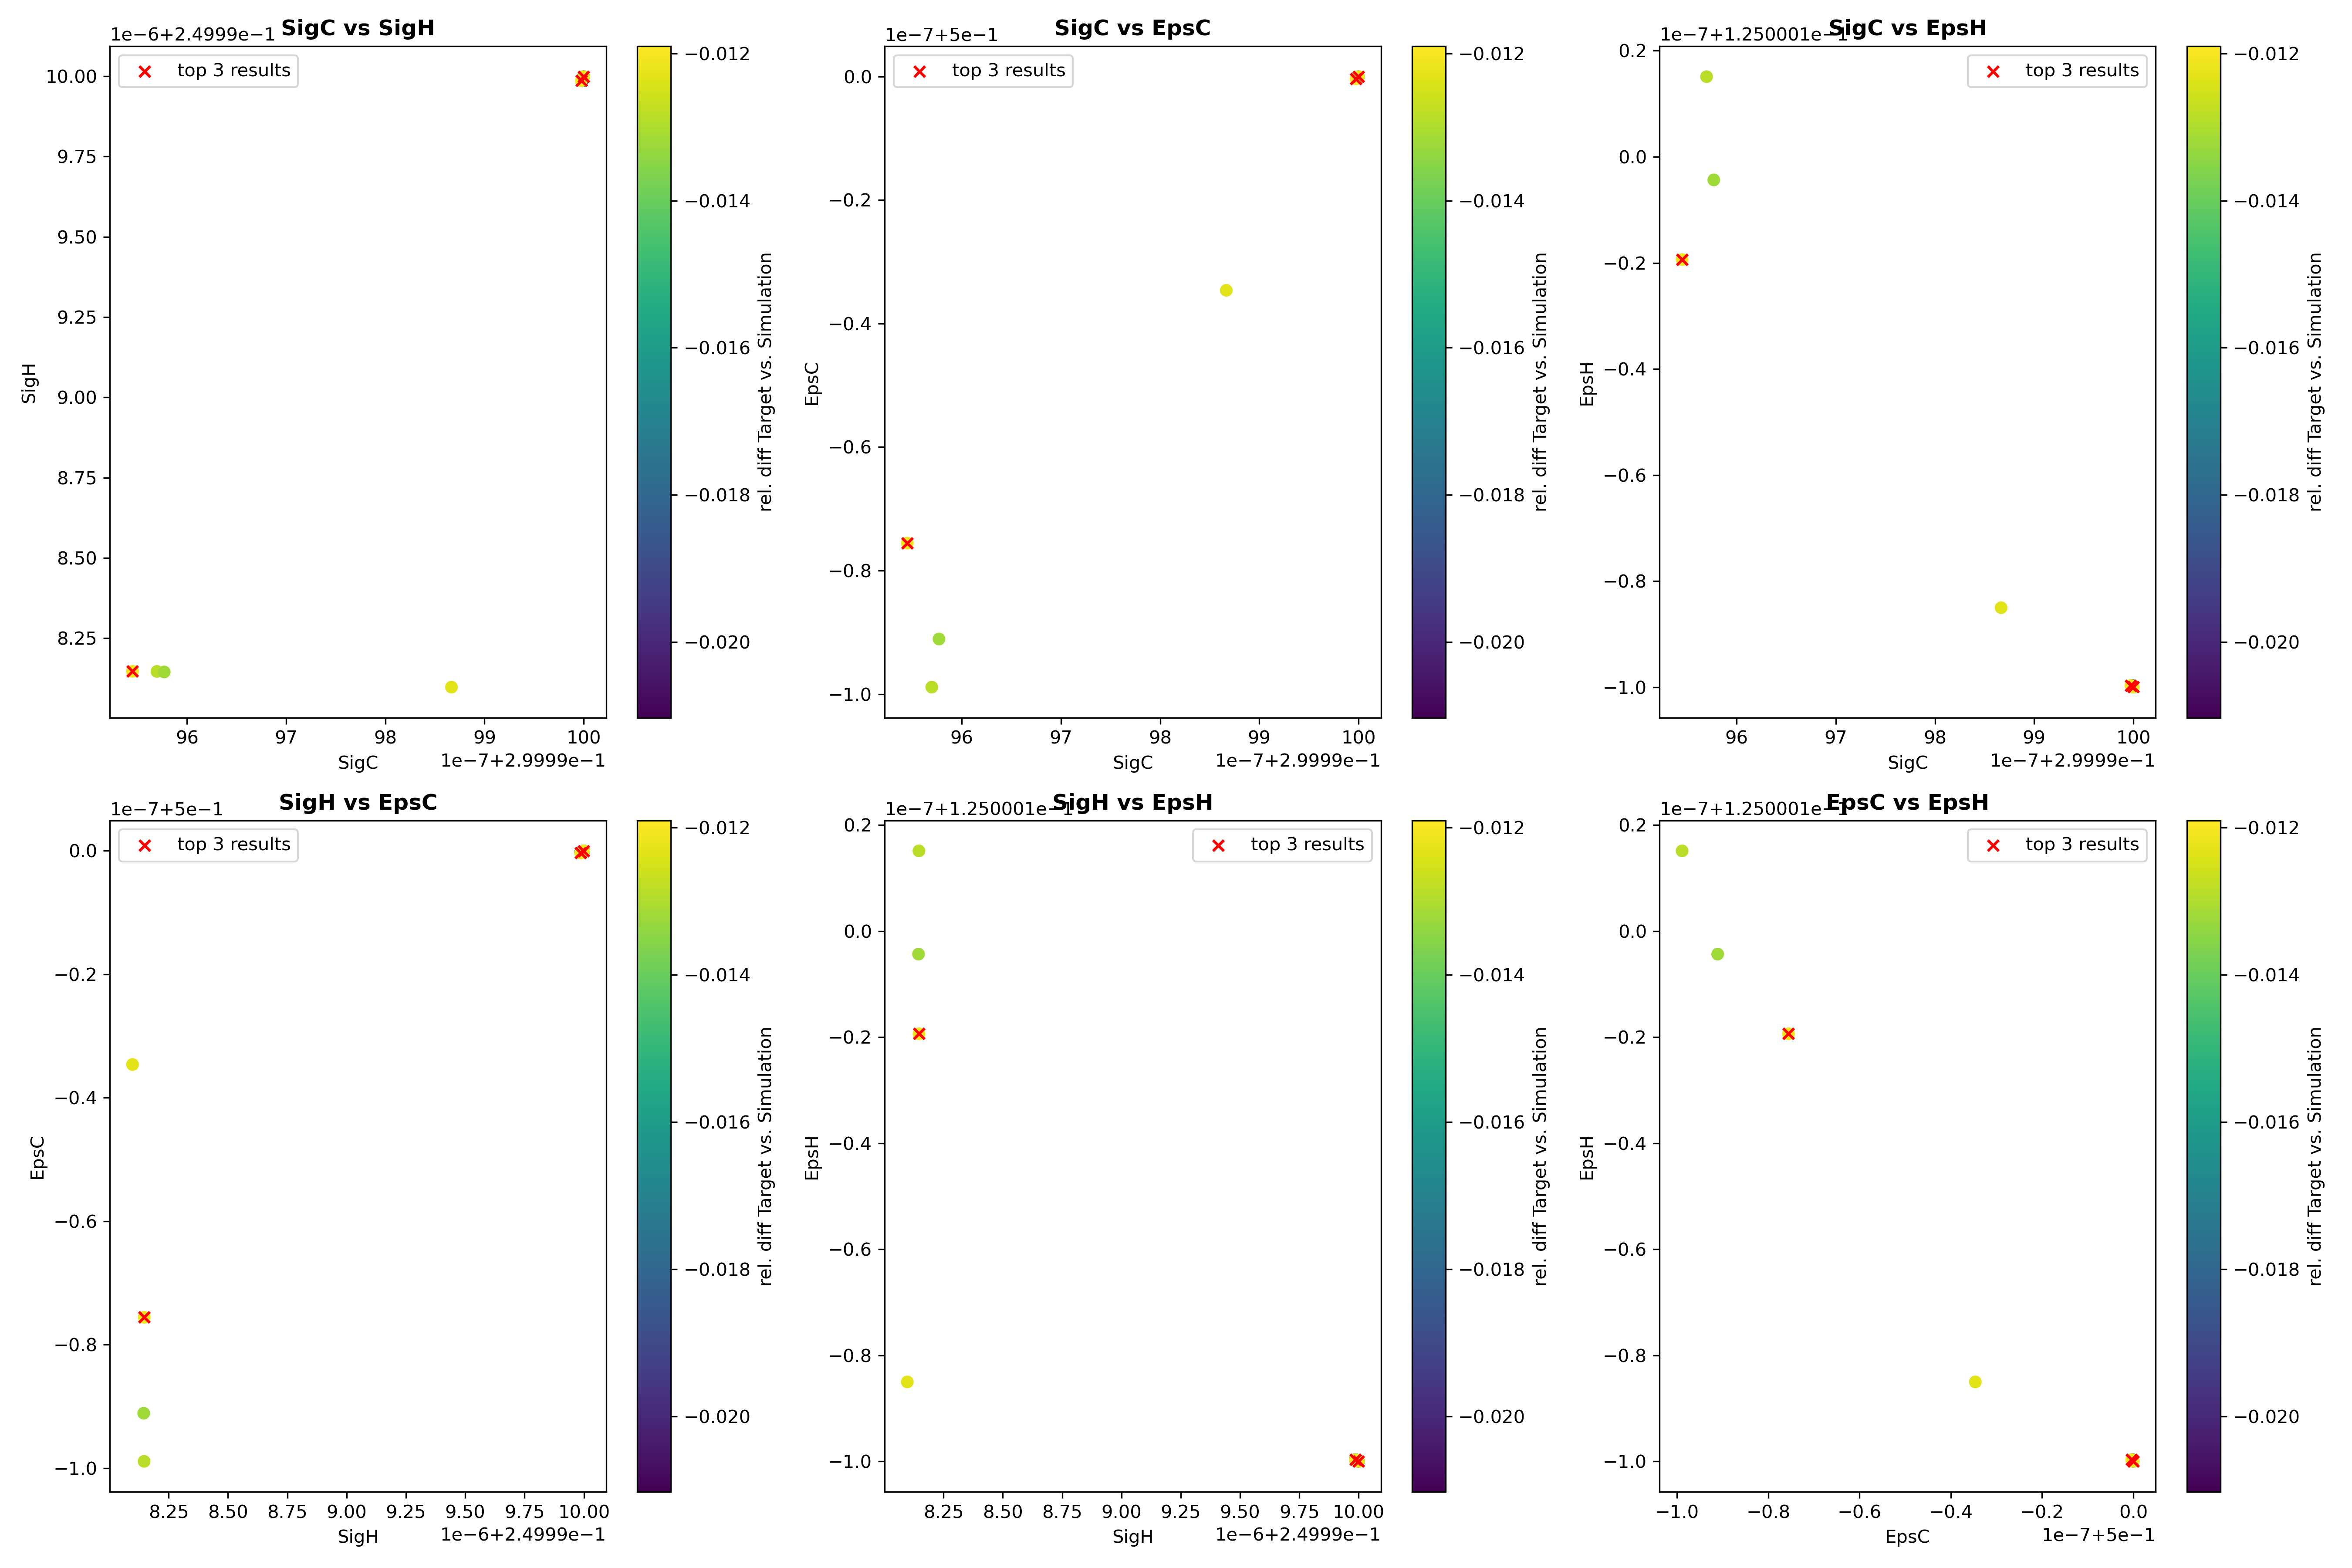 SigC vs SigH
1e−6+2.4999e−1
top 3 results
10.00
9.75
9.50
9.25
9.00
8.75
8.50
8.25
SigH
96 97 98 99 100
SigC
1e−7+2.9999e−1
−0.012
−0.014
−0.016
−0.018
−0.020
rel. diff Target vs. Simulation
SigC vs EpsC
1e−7+5e−1
top 3 results
0.0
−0.2
−0.4
−0.6
−0.8
−1.0
EpsC
96 97 98 99 100
SigC
1e−7+2.9999e−1
−0.012
−0.014
−0.016
−0.018
−0.020
rel. diff Target vs. Simulation
SigC vs EpsH
1e−7+1.250001e−1
top 3 results
0.2
0.0
−0.2
−0.4
−0.6
−0.8
−1.0
EpsH
96 97 98 99 100
SigC
1e−7+2.9999e−1
−0.012
−0.014
−0.016
−0.018
−0.020
rel. diff Target vs. Simulation
SigH vs EpsC
1e−7+5e−1
top 3 results
0.0
−0.2
−0.4
−0.6
−0.8
−1.0
EpsC
8.25 8.50 8.75 9.00 9.25 9.50 9.75 10.00
SigH
1e−6+2.4999e−1
−0.012
−0.014
−0.016
−0.018
−0.020
rel. diff Target vs. Simulation
SigH vs EpsH
1e−7+1.250001e−1
top 3 results
0.2
0.0
−0.2
−0.4
−0.6
−0.8
−1.0
EpsH
8.25 8.50 8.75 9.00 9.25 9.50 9.75 10.00
SigH
1e−6+2.4999e−1
−0.012
−0.014
−0.016
−0.018
−0.020
rel. diff Target vs. Simulation
EpsC vs EpsH
1e−7+1.250001e−1
top 3 results
0.2
0.0
−0.2
−0.4
−0.6
−0.8
−1.0
EpsH
−1.0 −0.8 −0.6 −0.4 −0.2 0.0
EpsC
1e−7+5e−1
−0.012
−0.014
−0.016
−0.018
−0.020
rel. diff Target vs. Simulation